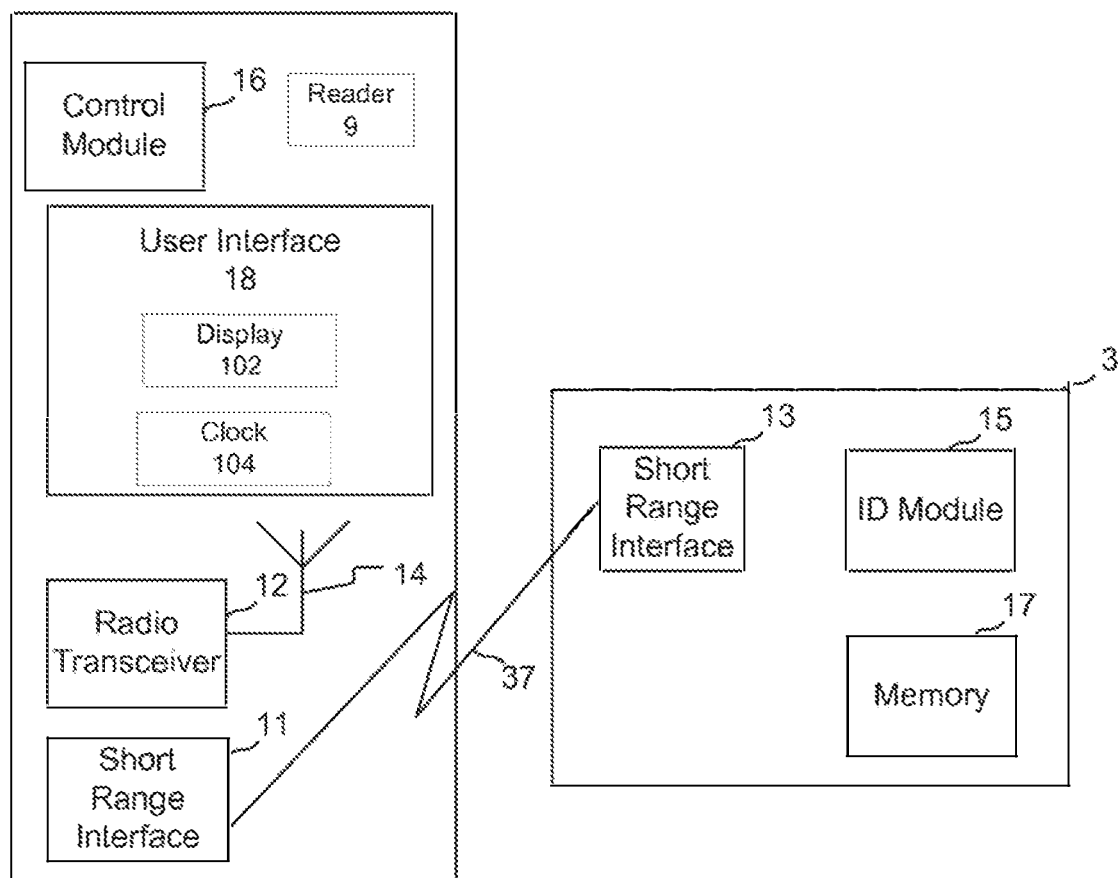 Control
Module
16
Reader
9
User Interface
18
Display
102
Clock
104
12
14
Radio
Transceiver
11
Short
Range
Interface
37
3
13
Short
Range
Interface
15
ID Module
17
Memory